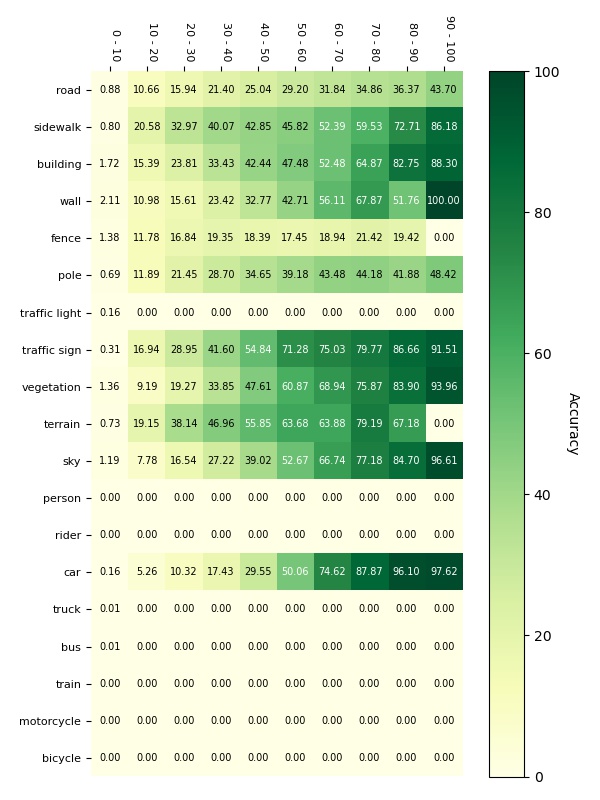 0 - 10 10 - 20 20 - 30 30 - 40 40 - 50 50 - 60 60 - 70 70 - 80 80 - 90 90 - 100
road 0.88 10.66 15.94 21.40 25.04 29.20 31.84 34.86 36.37 43.70
sidewalk 0.80 20.58 32.97 40.07 42.85 45.82 52.39 59.53 72.71 86.18
building 1.72 15.39 23.81 33.43 42.44 47.48 52.48 64.87 82.75 88.30
wall 2.11 10.98 15.61 23.42 32.77 42.71 56.11 67.87 51.76 100.00
fence 1.38 11.78 16.84 19.35 18.39 17.45 18.94 21.42 19.42 0.00
pole 0.69 11.89 21.45 28.70 34.65 39.18 43.48 44.18 41.88 48.42
traffic light 0.16 0.00 0.00 0.00 0.00 0.00 0.00 0.00 0.00 0.00
traffic sign 0.31 16.94 28.95 41.60 54.84 71.28 75.03 79.77 86.66 91.51
vegetation 1.36 9.19 19.27 33.85 47.61 60.87 68.94 75.87 83.90 93.96
terrain 0.73 19.15 38.14 46.96 55.85 63.68 63.88 79.19 67.18 0.00
sky 1.19 7.78 16.54 27.22 39.02 52.67 66.74 77.18 84.70 96.61
person 0.00 0.00 0.00 0.00 0.00 0.00 0.00 0.00 0.00 0.00
rider 0.00 0.00 0.00 0.00 0.00 0.00 0.00 0.00 0.00 0.00
car 0.16 5.26 10.32 17.43 29.55 50.06 74.62 87.87 96.10 97.62
truck 0.01 0.00 0.00 0.00 0.00 0.00 0.00 0.00 0.00 0.00
bus 0.01 0.00 0.00 0.00 0.00 0.00 0.00 0.00 0.00 0.00
train 0.00 0.00 0.00 0.00 0.00 0.00 0.00 0.00 0.00 0.00
motorcycle 0.00 0.00 0.00 0.00 0.00 0.00 0.00 0.00 0.00 0.00
bicycle 0.00 0.00 0.00 0.00 0.00 0.00 0.00 0.00 0.00 0.00
100
80
60
40
20
0
Accuracy